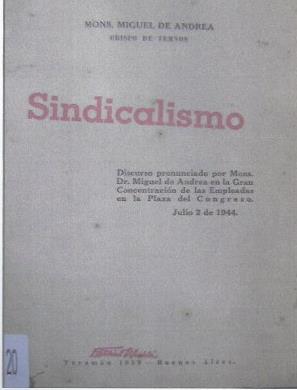 MONS. MIGUEL DE ANDREA
OBISPO DE TEMNOS
Sindicalismo
Discurso pronunciado por Mons.
Dr. Miguel de Andrea en la Gran
Concentración de las Empleadas
en la Plaza del Congreso.
Julio 2 de 1944.
Buenos Aires.
20